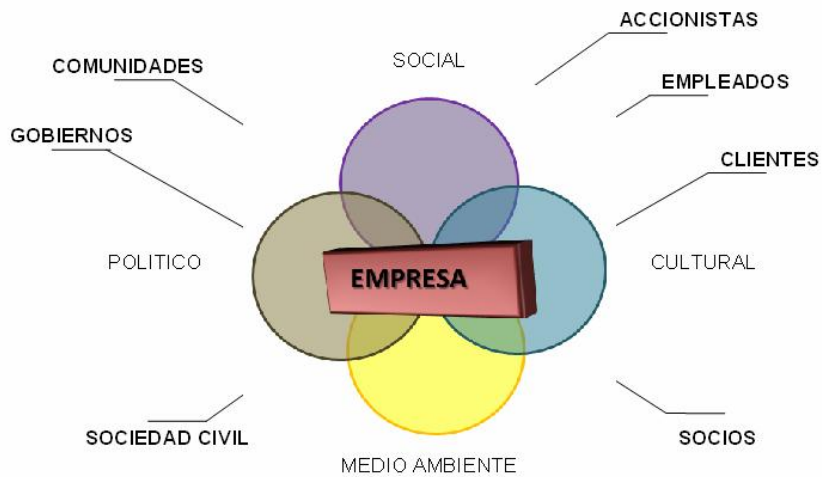 ACCIONISTAS
SOCIAL
COMUNIDADES
EMPLEADOS
GOBIERNOS
CLIENTES
POLITICO
CULTURAL
EMPRESA
SOCIEDAD CIVIL
SOCIOS
MEDIO AMBIENTE